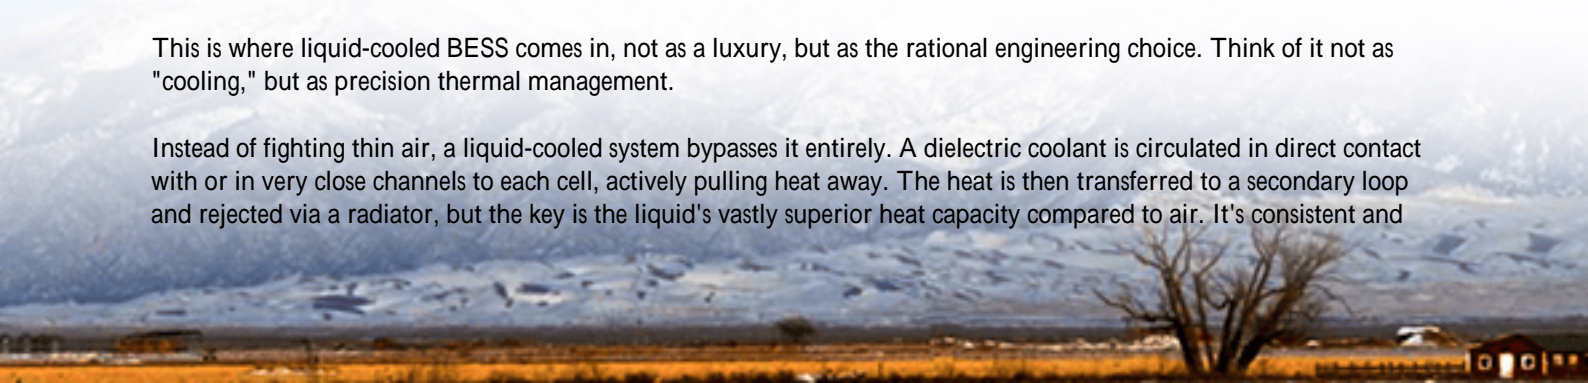 This is where liquid-cooled BESS comes in, not as a luxury, but as the rational engineering choice. Think of it not as
"cooling," but as precision thermal management.
Instead of fighting thin air, a liquid-cooled system bypasses it entirely. A dielectric coolant is circulated in direct contact
with or in very close channels to each cell, actively pulling heat away. The heat is then transferred to a secondary loop
and rejected via a radiator, but the key is the liquid's vastly superior heat capacity compared to air. It's consistent and